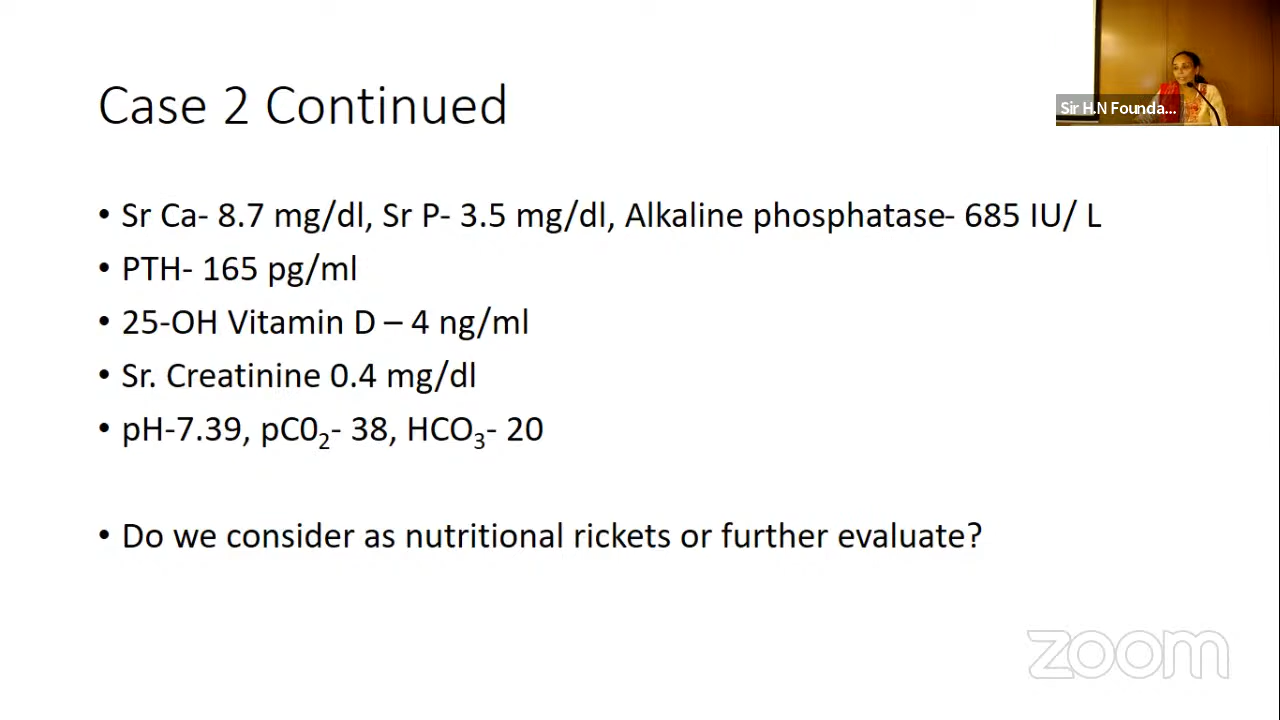 Case 2 Continued
Sir H.N Founda...
• Sr Ca- 8.7 mg/dl, Sr P- 3.5 mg/dl, Alkaline phosphatase- 685 IU/ L
• PTH- 165 pg/ml
• 25-OH Vitamin D – 4 ng/ml
• Sr. Creatinine 0.4 mg/dl
• pH-7.39, pC0₂- 38, HCO₃- 20
• Do we consider as nutritional rickets or further evaluate?
zoom